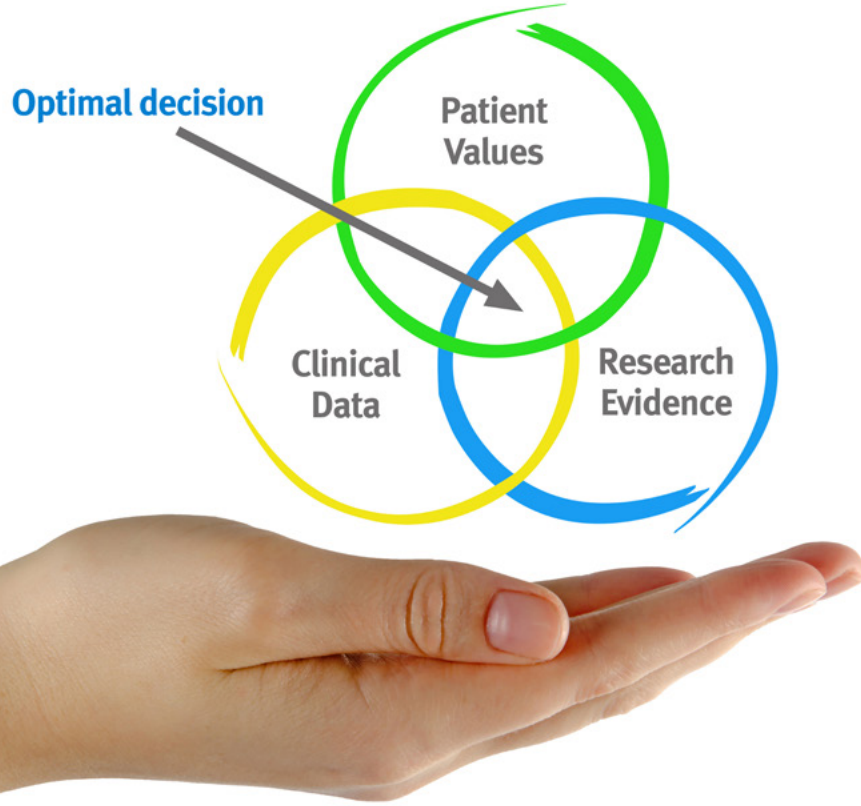 Optimal decision
Patient
Values
Clinical
Data
Research
Evidence